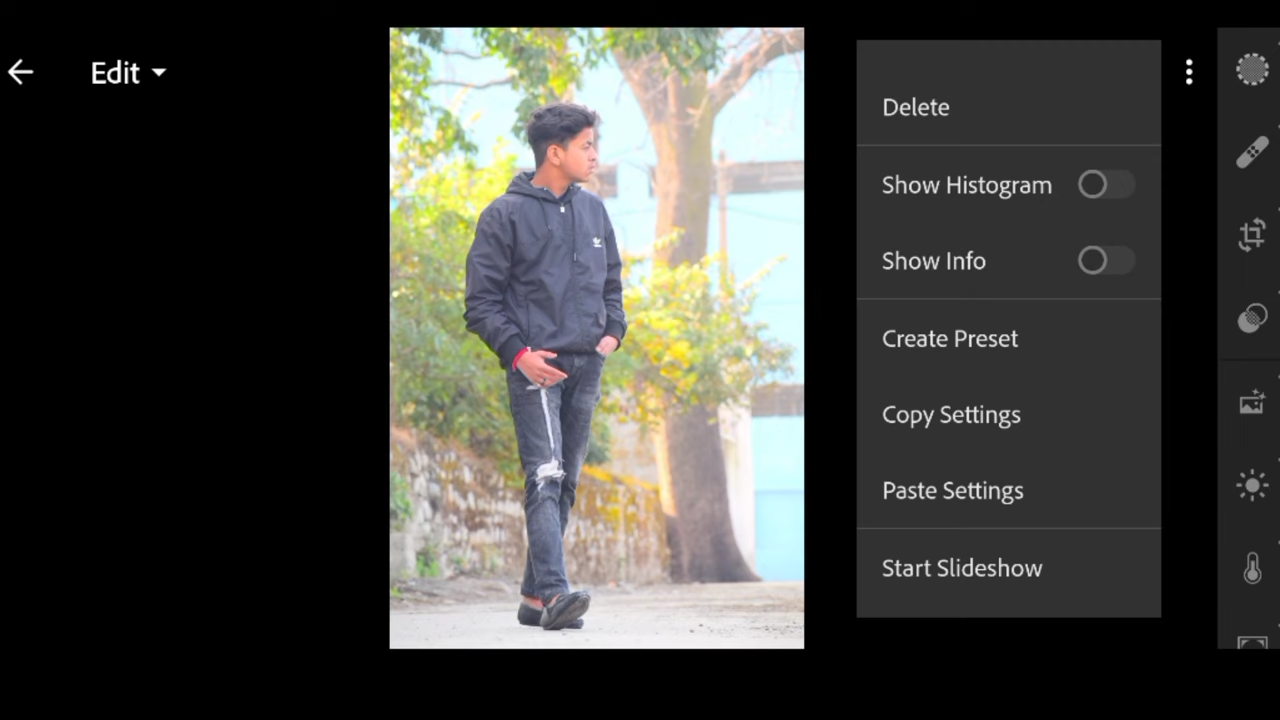 Edit
Delete
Show Histogram
Show Info
Create Preset
Copy Settings
Paste Settings
Start Slideshow